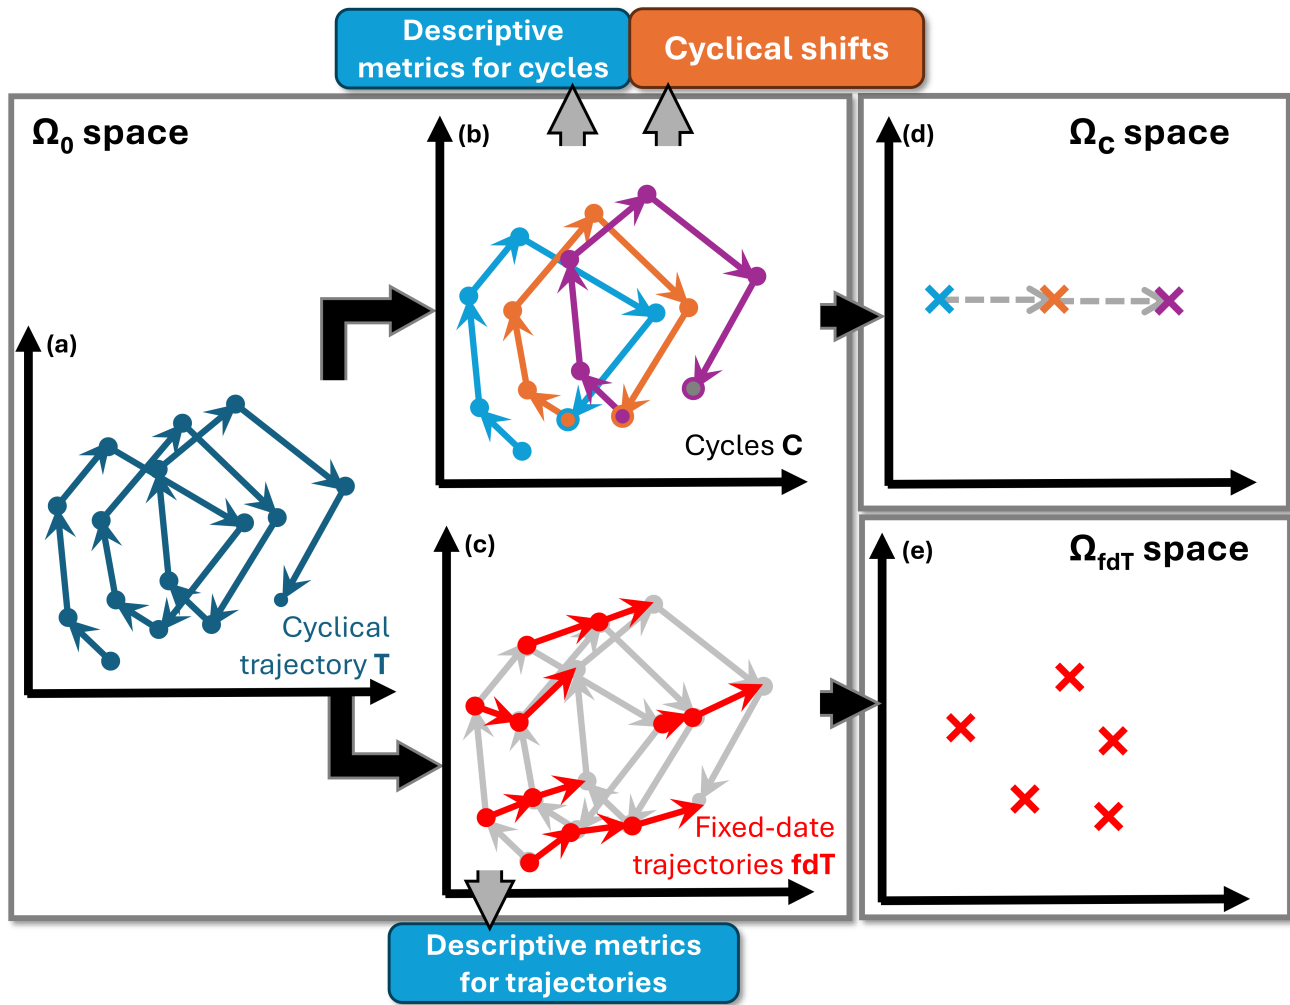 Descriptive
metrics for cycles
Cyclical shifts
Ω0 space
(a)
Cyclical
trajectory T
(b)
Cycles C
(c)
Fixed-date
trajectories fdT
(d)
ΩC space
(e)
ΩfdT space
Descriptive metrics
for trajectories